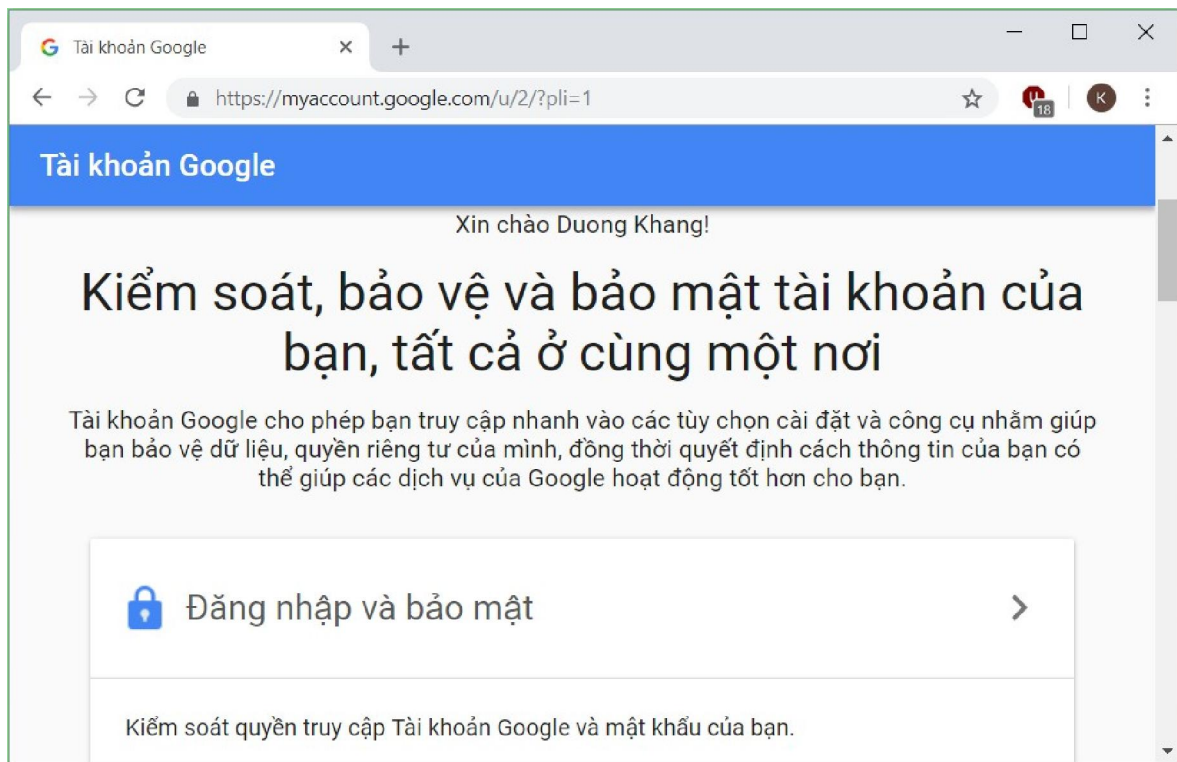 Tài khoản Google
https://myaccount.google.com/u/2/?pli=1
18
K
Tài khoản Google
Xin chào Duong Khang!
Kiểm soát, bảo vệ và bảo mật tài khoản của
bạn, tất cả ở cùng một nơi
Tài khoản Google cho phép bạn truy cập nhanh vào các tùy chọn cài đặt và công cụ nhằm giúp
bạn bảo vệ dữ liệu, quyền riêng tư của mình, đồng thời quyết định cách thông tin của bạn có
thể giúp các dịch vụ của Google hoạt động tốt hơn cho bạn.
Đăng nhập và bảo mật
Kiểm soát quyền truy cập Tài khoản Google và mật khẩu của bạn.